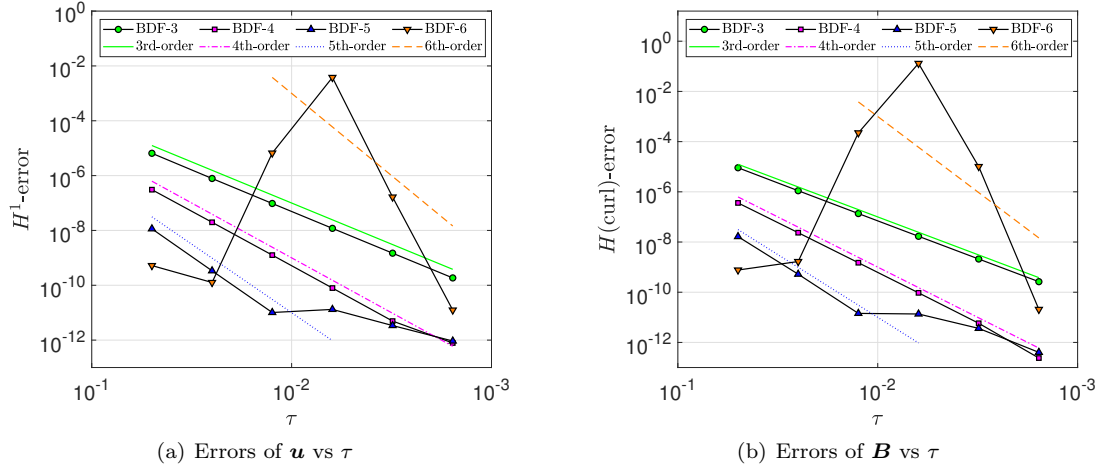 BDF-3 BDF-4 BDF-5 BDF-6
3rd-order 4th-order 5th-order 6th-order
10^0
10^-2
10^-4
10^-6
10^-8
10^-10
10^-12
H^1-error
10^-1 10^-2 10^-3
τ
(a) Errors of u vs τ
BDF-3 BDF-4 BDF-5 BDF-6
3rd-order 4th-order 5th-order 6th-order
10^0
10^-2
10^-4
10^-6
10^-8
10^-10
10^-12
H(curl)-error
10^-1 10^-2 10^-3
τ
(b) Errors of B vs τ